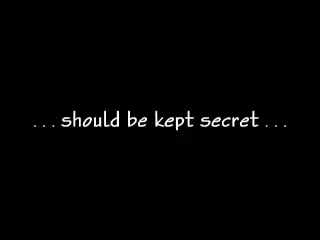 . . . should be kept secret . . .